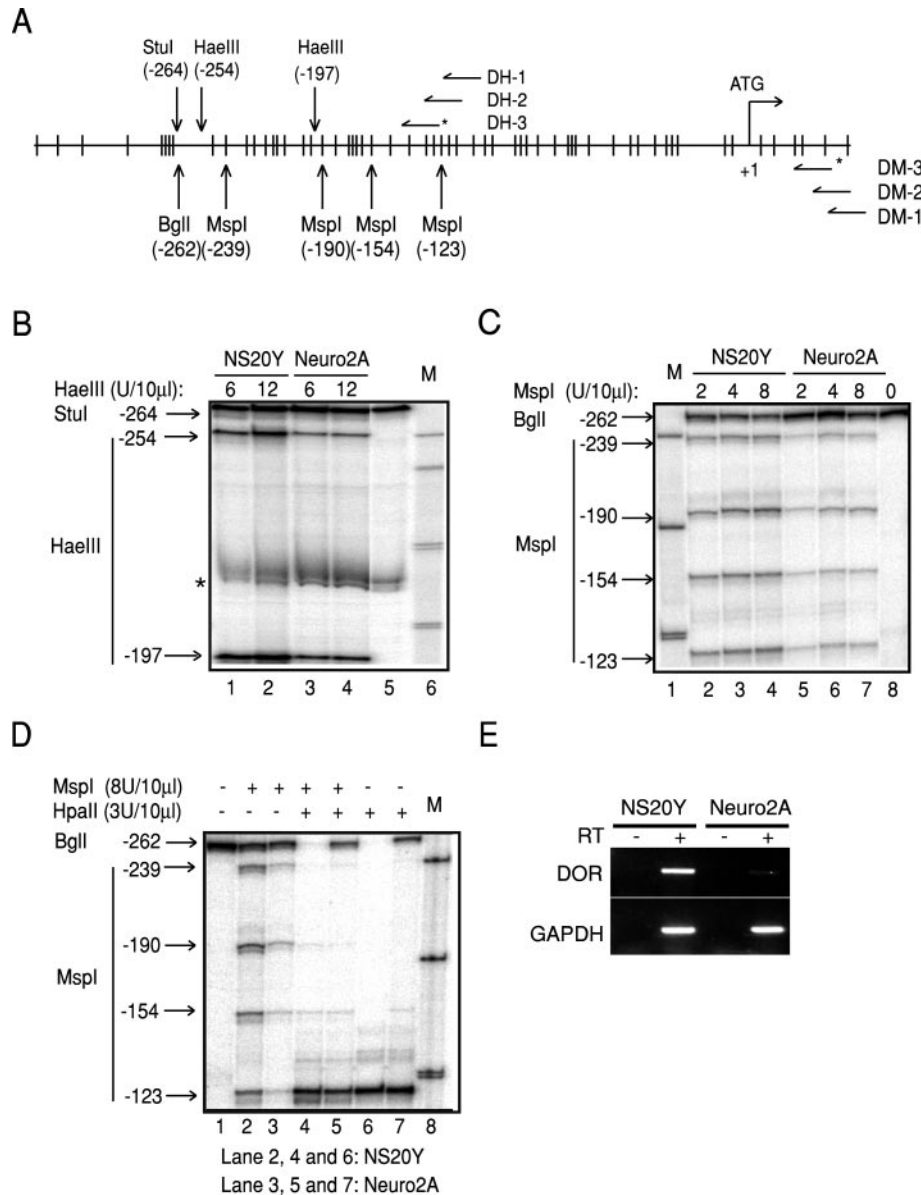 A
StuI HaeIII HaeIII
(-264) (-254) (-197)
DH-1
DH-2
DH-3
*
ATG
+1
*
DM-3
DM-2
DM-1
BglI MspI MspI MspI MspI
(-262) (-239) (-190) (-154) (-123)
B
NS20Y Neuro2A
M
HaeIII (U/10µl): 6 12 6 12
StuI -264
-254
HaeIII
*
-197
1 2 3 4 5 6
C
NS20Y Neuro2A
M
MspI (U/10µl): 2 4 8 2 4 8 0
BglI -262
-239
-190
MspI
-154
-123
1 2 3 4 5 6 7 8
D
MspI (8U/10µl) - + + + + - -
HpaII (3U/10µl) - - - + + + +
M
BglI -262
-239
-190
MspI
-154
-123
1 2 3 4 5 6 7 8
Lane 2, 4 and 6: NS20Y
Lane 3, 5 and 7: Neuro2A
E
NS20Y Neuro2A
RT - + - +
DOR
GAPDH